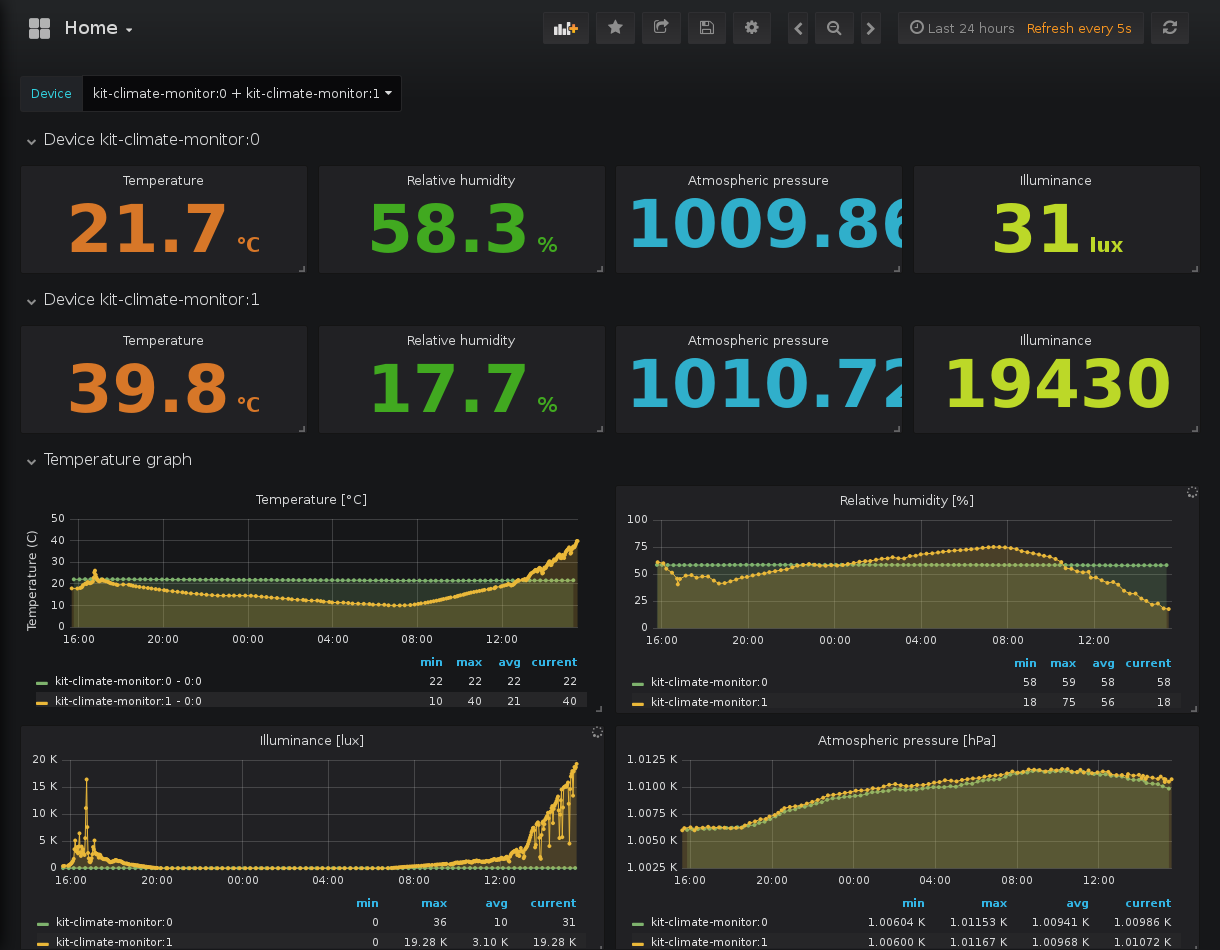 Home
Last 24 hours Refresh every 5s
Device kit-climate-monitor:0 + kit-climate-monitor:1
Device kit-climate-monitor:0
Temperature Relative humidity Atmospheric pressure Illuminance
21.7 °C 58.3 % 1009.86 31 lux
Device kit-climate-monitor:1
Temperature Relative humidity Atmospheric pressure Illuminance
39.8 °C 17.7 % 1010.72 19430
Temperature graph
Temperature [°C]
Temperature (C)
50
40
30
20
10
0
16:00 20:00 00:00 04:00 08:00 12:00
min max avg current
kit-climate-monitor:0 - 0:0 22 22 22 22
kit-climate-monitor:1 - 0:0 10 40 21 40
Relative humidity [%]
100
75
50
25
0
16:00 20:00 00:00 04:00 08:00 12:00
min max avg current
kit-climate-monitor:0 58 59 58 58
kit-climate-monitor:1 18 75 56 18
Illuminance [lux]
20 K
15 K
10 K
5 K
0
16:00 20:00 00:00 04:00 08:00 12:00
min max avg current
kit-climate-monitor:0 0 36 10 31
kit-climate-monitor:1 0 19.28 K 3.10 K 19.28 K
Atmospheric pressure [hPa]
1.0125 K
1.0100 K
1.0075 K
1.0050 K
1.0025 K
16:00 20:00 00:00 04:00 08:00 12:00
min max avg current
kit-climate-monitor:0 1.00604 K 1.01153 K 1.00941 K 1.00986 K
kit-climate-monitor:1 1.00600 K 1.01167 K 1.00968 K 1.01072 K